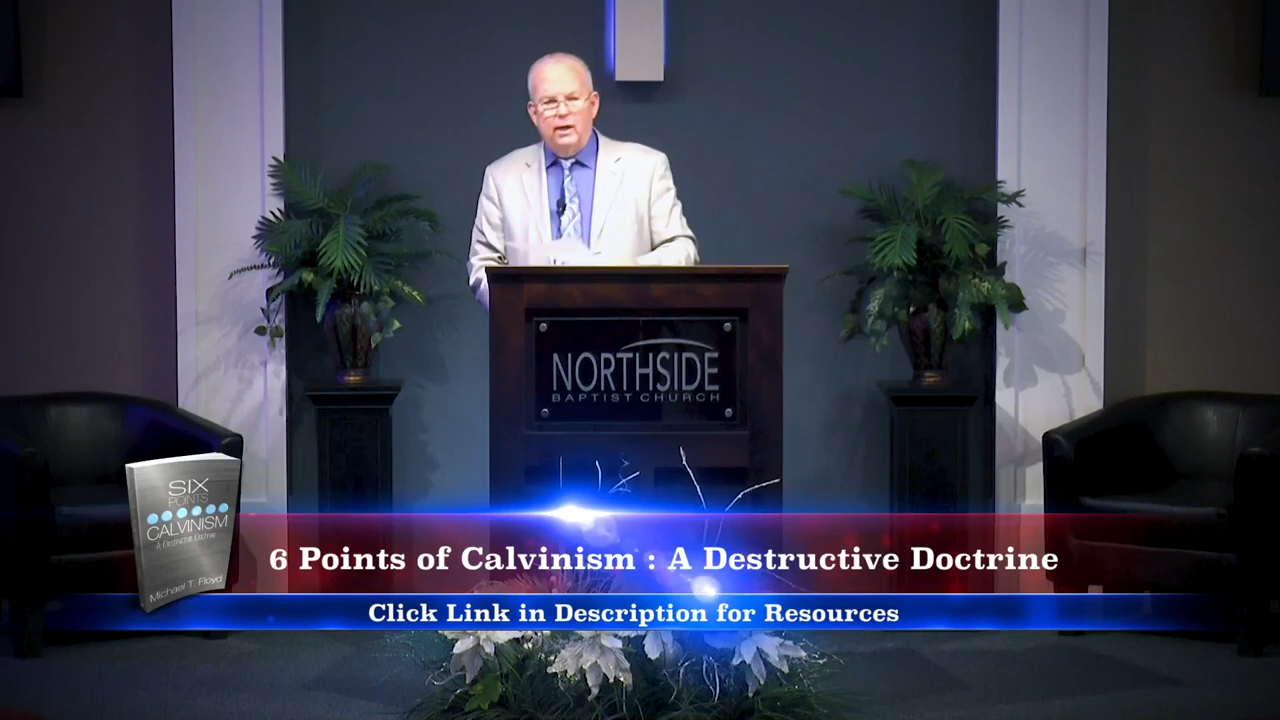 NORTHSIDE
BAPTIST CHURCH
SIX
POINTS
CALVINISM
A Destructive Doctrine
Michael T. Floyd
6 Points of Calvinism : A Destructive Doctrine
Click Link in Description for Resources